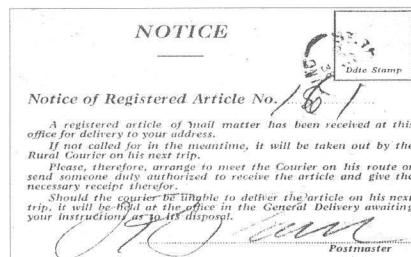 NOTICE
Date Stamp
Notice of Registered Article No.
A registered article of mail matter has been received at this
office for delivery to your address.
If not called for in the meantime, it will be taken out by the
Rural Courier on his next trip.
Please, therefore, arrange to meet the Courier on his route or
send someone duly authorized to receive the article and give the
necessary receipt therefor.
Should the courier be unable to deliver the article on his next
trip, it will be held at the office in the General Delivery awaiting
your instructions as to its disposal.
Postmaster